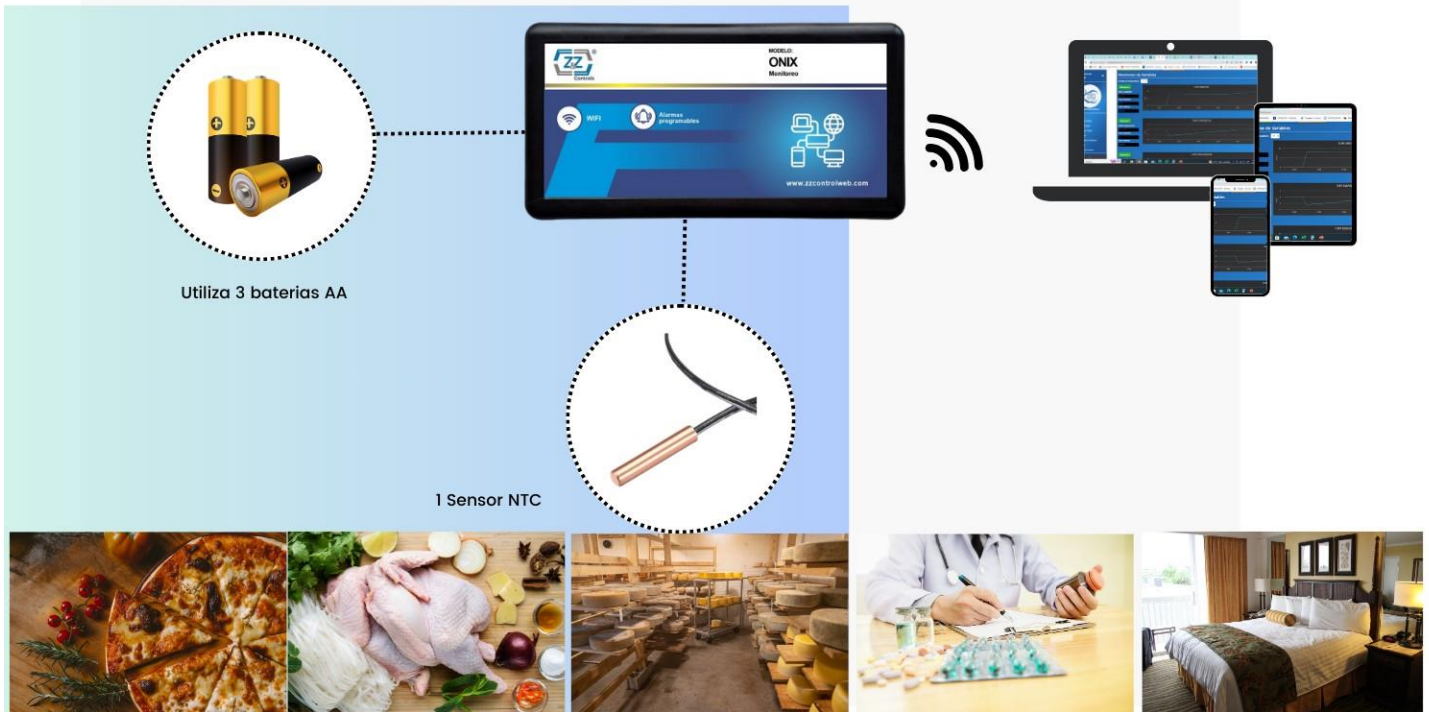 ZZ®
Controls
MODELO:
ONIX
Monitoreo
WIFI
Alarmas
programables
www.zzcontrolweb.com
Utiliza 3 baterias AA
1 Sensor NTC